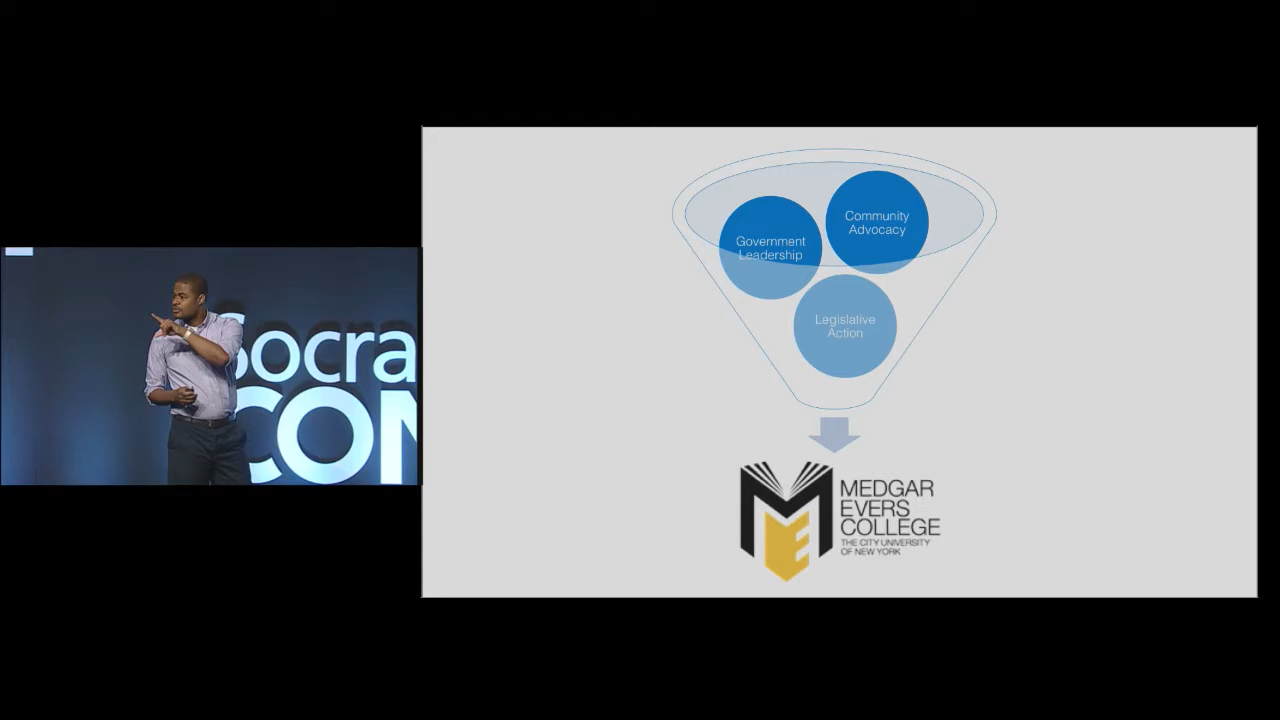 Socra
CON
Community
Advocacy
Government
Leadership
Legislative
Action
MEDGAR
EVERS
COLLEGE
THE CITY UNIVERSITY
OF NEW YORK